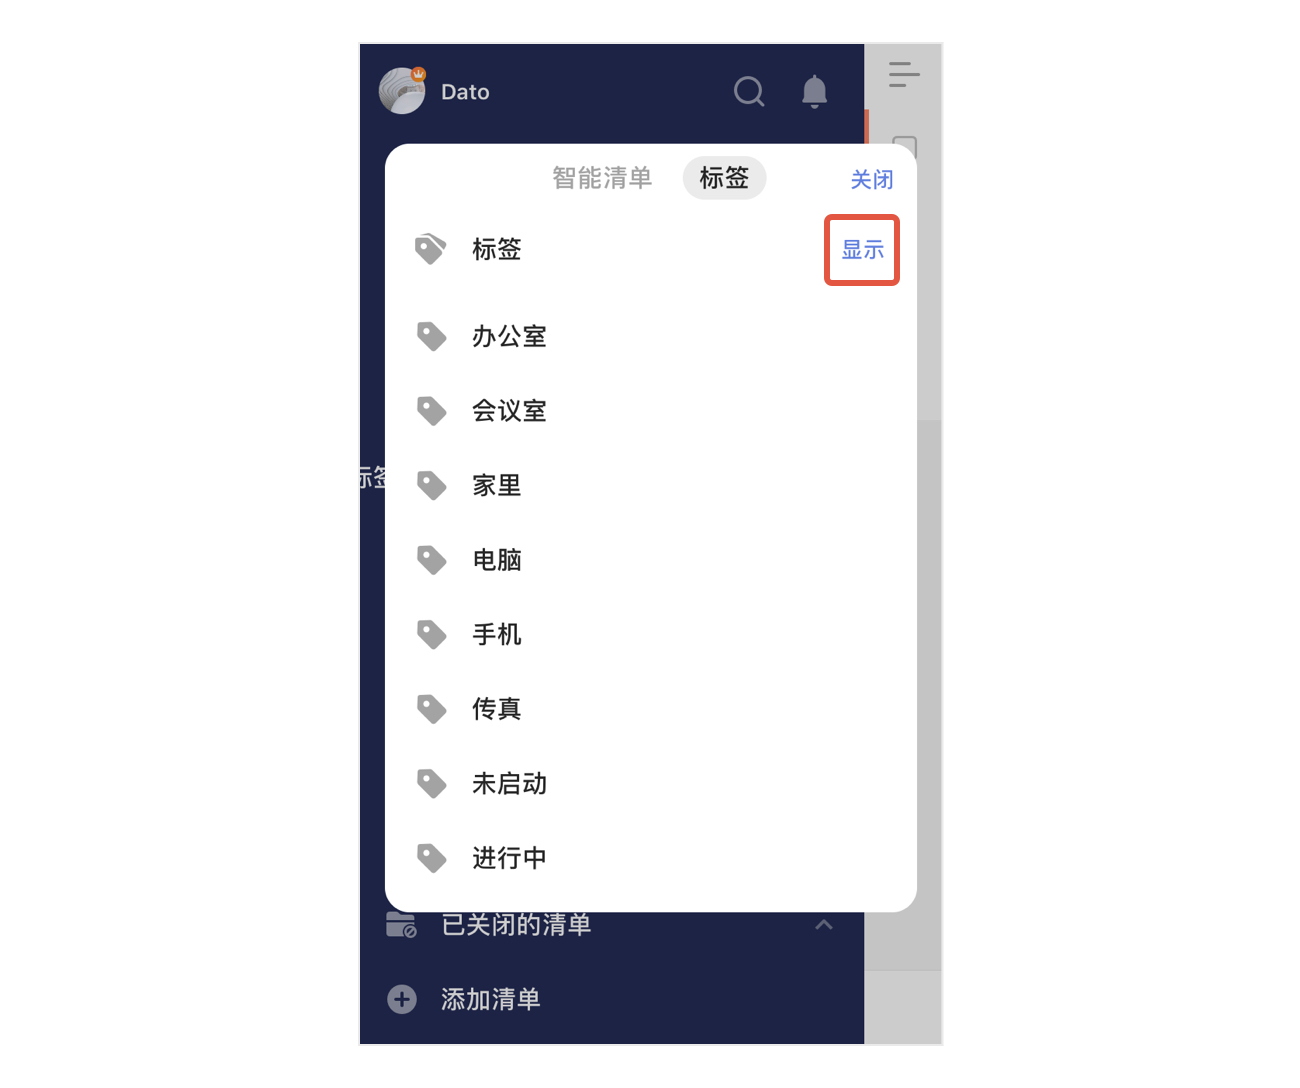 Dato
智能清单 标签 关闭
标签 显示
办公室
会议室
标签
家里
电脑
手机
传真
未启动
进行中
已关闭的清单
添加清单